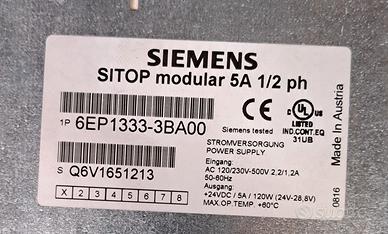 SIEMENS
SITOP modular 5A 1/2 ph
1P 6EP1333-3BA00
Siemens tested
CE
UL
LISTED
IND.CONT.EQ
31UB
S Q6V1651213
STROMVERSORGUNG
POWER SUPPLY
Eingang:
AC 120/230V-500V 2,2/1,2A
50-60Hz
Ausgang:
+24VDC / 5A / 120W (24V-28,8V)
MAX.OP.TEMP. +60°C
X 2 3 4 5 6 7 8
Made in Austria
0816
subito